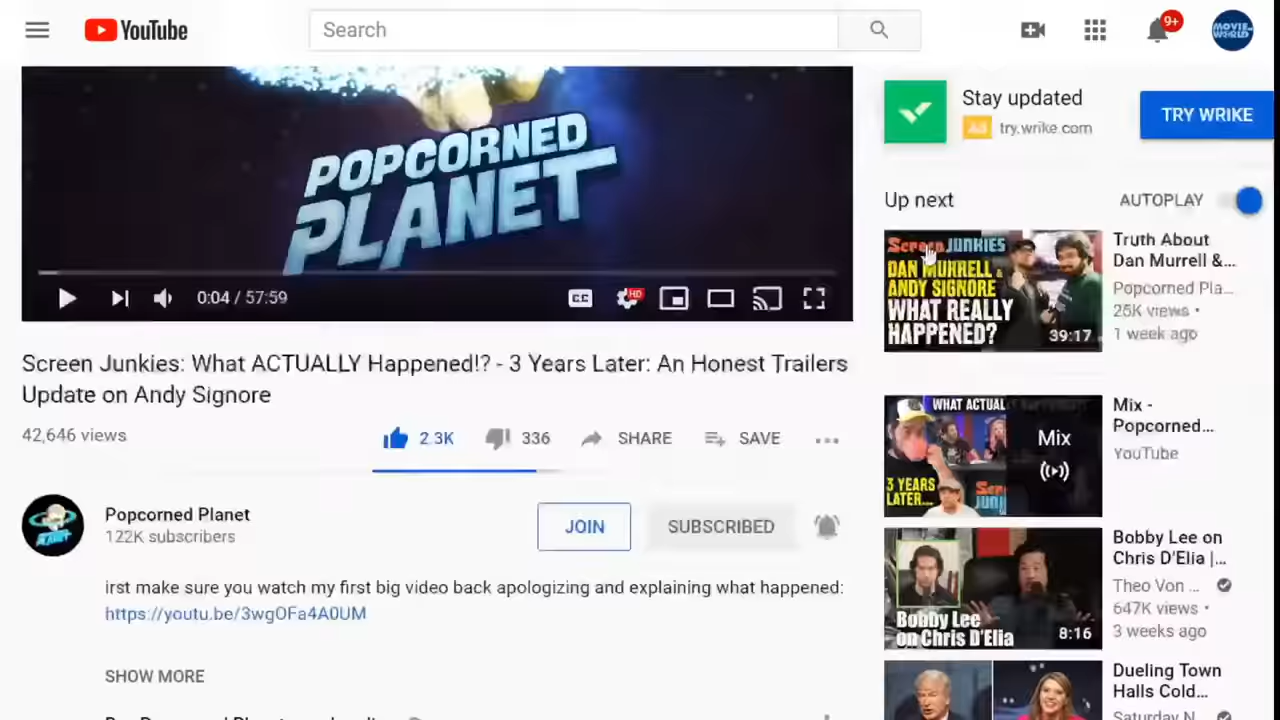 YouTube
Search
9+
MOVIE-
WORLD
POPCORNED
PLANET
CC
HD
0:04 / 57:59
Screen Junkies: What ACTUALLY Happened!? - 3 Years Later: An Honest Trailers
Update on Andy Signore
42,646 views
2.3K
336
SHARE
SAVE
Popcorned Planet
122K subscribers
JOIN
SUBSCRIBED
irst make sure you watch my first big video back apologizing and explaining what happened:
https://youtu.be/3wgOFa4A0UM
SHOW MORE
Stay updated
Ad
try.wrike.com
TRY WRIKE
Up next
AUTOPLAY
Screen JUNKIES
DAN MURRELL &
ANDY SIGNORE
WHAT REALLY
HAPPENED?
39:17
Truth About
Dan Murrell &...
Popcorned Pla...
25K views •
1 week ago
WHAT ACTUAL
3 YEARS
LATER...
Mix
Mix -
Popcorned...
YouTube
Bobby Lee
on Chris D'Elia
8:16
Bobby Lee on
Chris D'Elia |...
Theo Von ...
647K views •
3 weeks ago
Dueling Town
Halls Cold...
Saturday N...